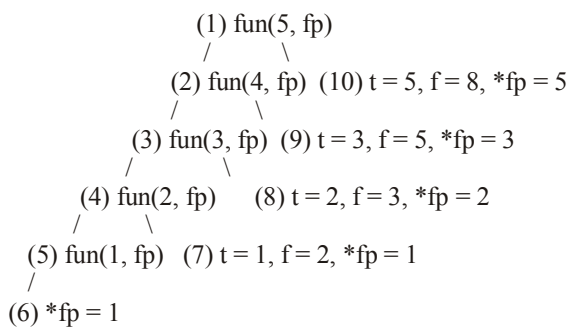 (1) fun(5, fp)
(2) fun(4, fp) (10) t = 5, f = 8, *fp = 5
(3) fun(3, fp) (9) t = 3, f = 5, *fp = 3
(4) fun(2, fp) (8) t = 2, f = 3, *fp = 2
(5) fun(1, fp) (7) t = 1, f = 2, *fp = 1
(6) *fp = 1